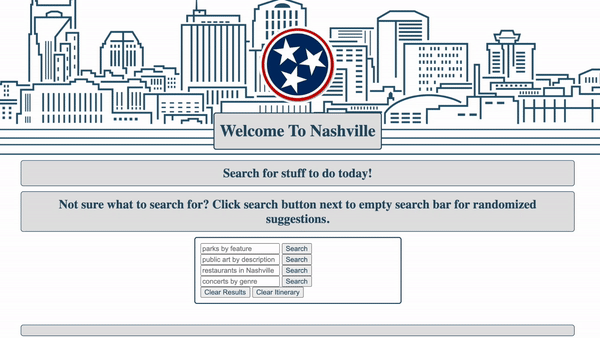 Welcome To Nashville
Search for stuff to do today!
Not sure what to search for? Click search button next to empty search bar for randomized
suggestions.
parks by feature Search
public art by description Search
restaurants in Nashville Search
concerts by genre Search
Clear Results Clear Itinerary